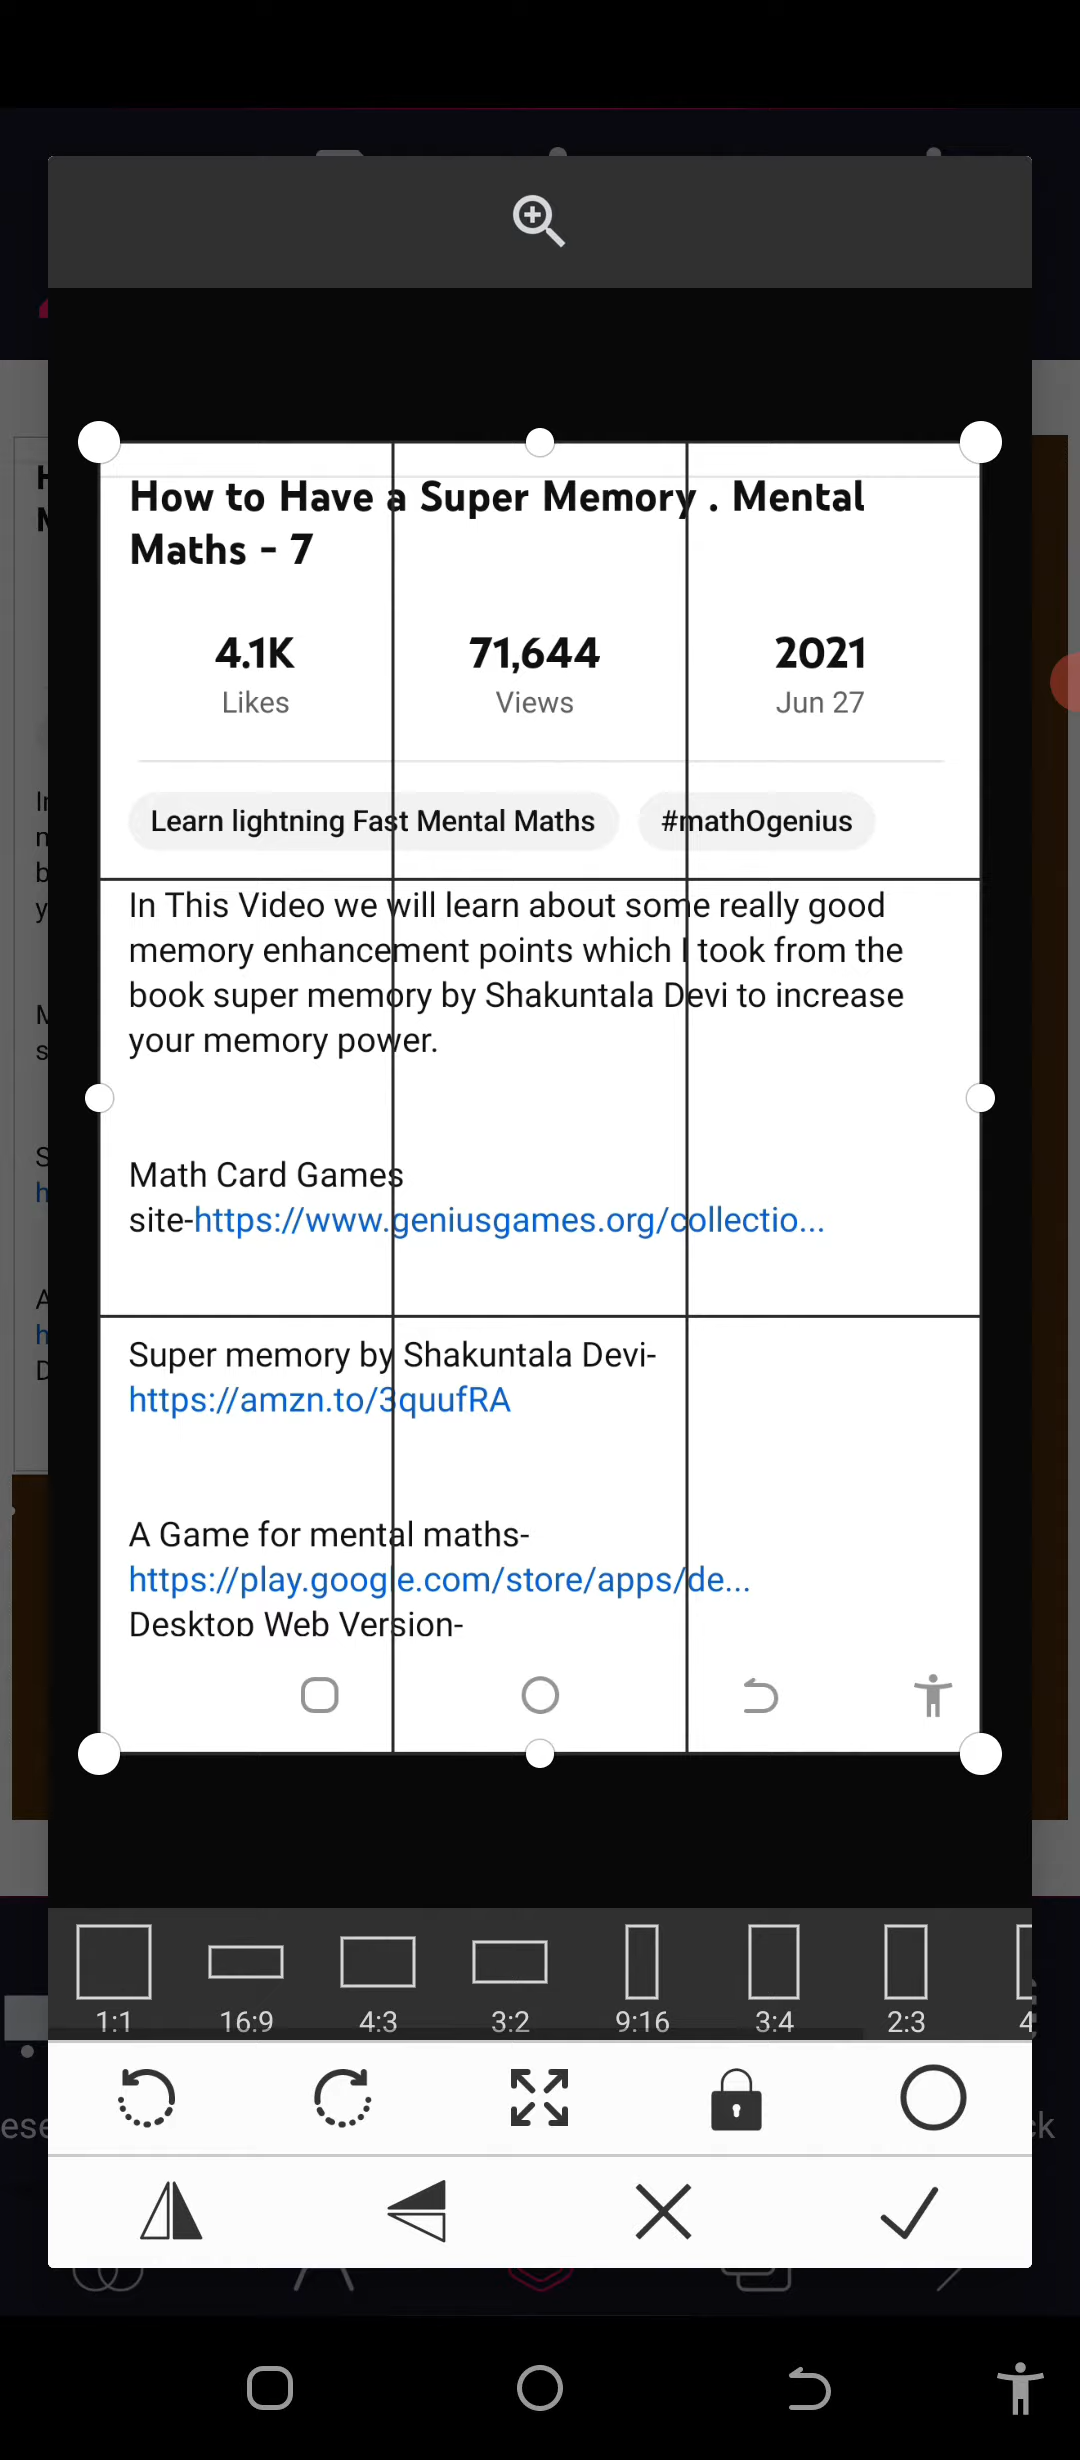 How to Have a Super Memory . Mental
Maths - 7
4.1K 71,644 2021
Likes Views Jun 27
Learn lightning Fast Mental Maths #mathOgenius
In This Video we will learn about some really good
memory enhancement points which I took from the
book super memory by Shakuntala Devi to increase
your memory power.
Math Card Games
site-https://www.geniusgames.org/collectio...
Super memory by Shakuntala Devi-
https://amzn.to/3quufRA
A Game for mental maths-
https://play.google.com/store/apps/de...
Desktop Web Version-
1:1 16:9 4:3 3:2 9:16 3:4 2:3 4